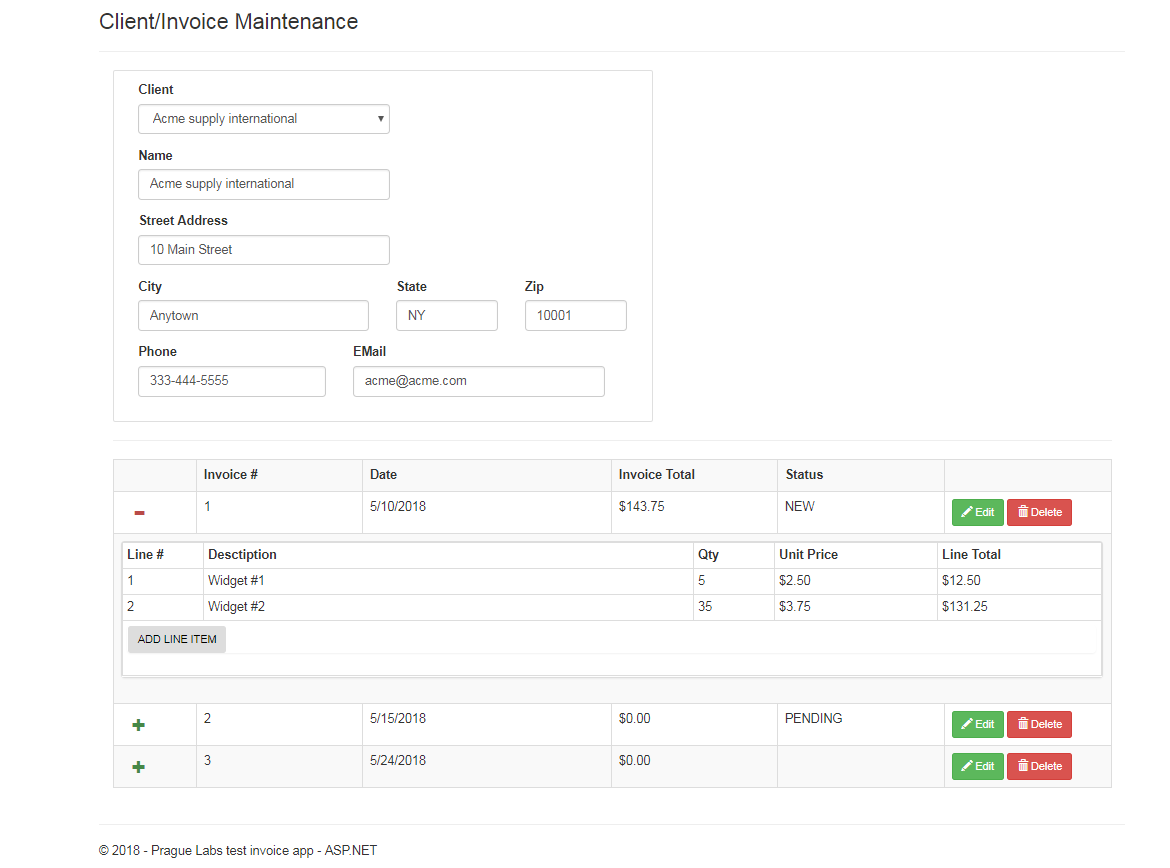 Client/Invoice Maintenance
Client
Acme supply international
Name
Acme supply international
Street Address
10 Main Street
City State Zip
Anytown NY 10001
Phone EMail
333-444-5555 acme@acme.com
Invoice # Date Invoice Total Status
1 5/10/2018 $143.75 NEW Edit Delete
Line # Desctiption Qty Unit Price Line Total
1 Widget #1 5 $2.50 $12.50
2 Widget #2 35 $3.75 $131.25
ADD LINE ITEM
2 5/15/2018 $0.00 PENDING Edit Delete
3 5/24/2018 $0.00 Edit Delete
© 2018 - Prague Labs test invoice app - ASP.NET